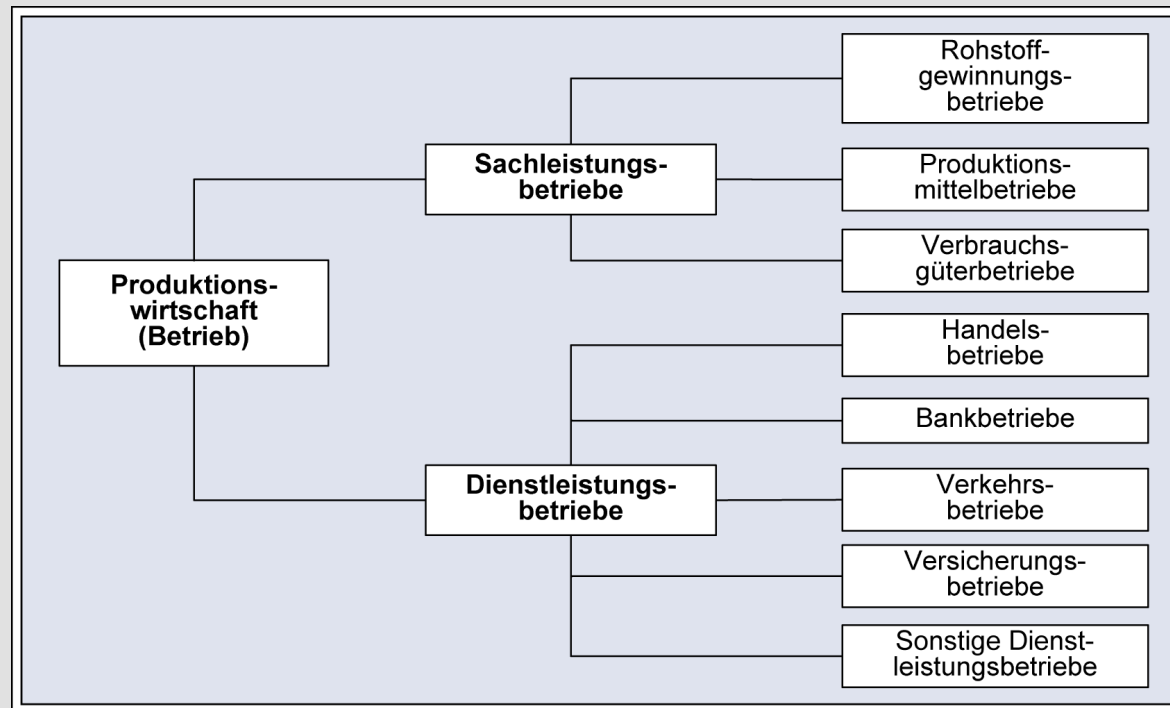 Produktions-
wirtschaft
(Betrieb)
Sachleistungs-
betriebe
Rohstoff-
gewinnungs-
betriebe
Produktions-
mittelbetriebe
Verbrauchs-
güterbetriebe
Dienstleistungs-
betriebe
Handels-
betriebe
Bankbetriebe
Verkehrs-
betriebe
Versicherungs-
betriebe
Sonstige Dienst-
leistungsbetriebe